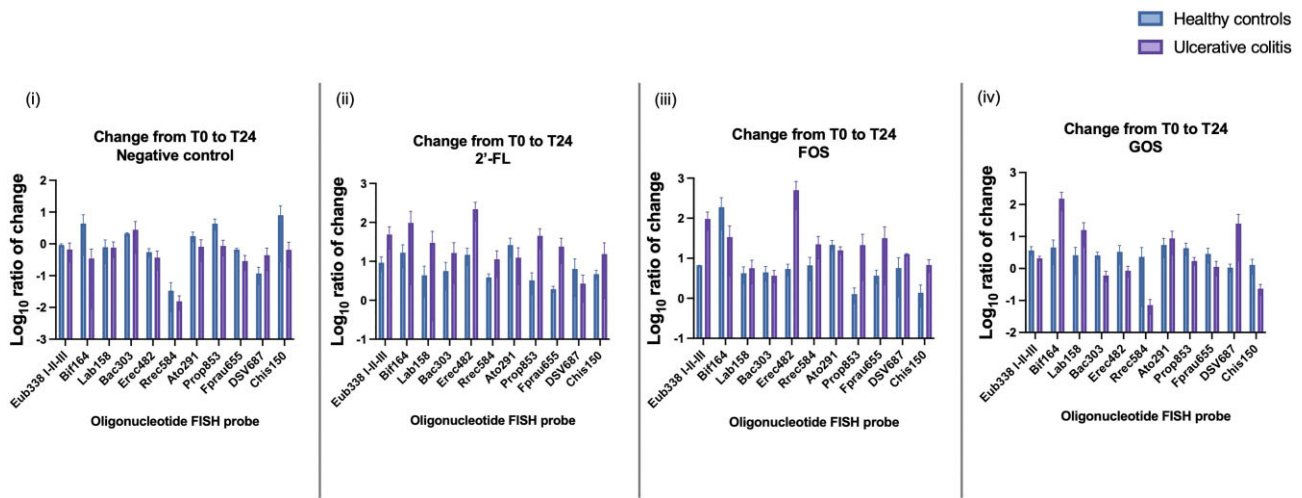 Healthy controls
Ulcerative colitis
(i)
Change from T0 to T24
Negative control
Log10 ratio of change
2
1
0
-1
-2
-3
Eub338 I-II-III
Bif164
Lab158
Bac303
Erec482
Rrec584
Ato291
Prop853
Fprau655
DSV687
Chis150
Oligonucleotide FISH probe
(ii)
Change from T0 to T24
2'-FL
Log10 ratio of change
3
2
1
0
-1
Eub338 I-II-III
Bif164
Lab158
Bac303
Erec482
Rrec584
Ato291
Prop853
Fprau655
DSV687
Chis150
Oligonucleotide FISH probe
(iii)
Change from T0 to T24
FOS
Log10 ratio of change
3
2
1
0
-1
Eub338 I-II-III
Bif164
Lab158
Bac303
Erec482
Rrec584
Ato291
Prop853
Fprau655
DSV687
Chis150
Oligonucleotide FISH probe
(iv)
Change from T0 to T24
GOS
Log10 ratio of change
3
2
1
0
-1
-2
Eub338 I-II-III
Bif164
Lab158
Bac303
Erec482
Rrec584
Ato291
Prop853
Fprau655
DSV687
Chis150
Oligonucleotide FISH probe